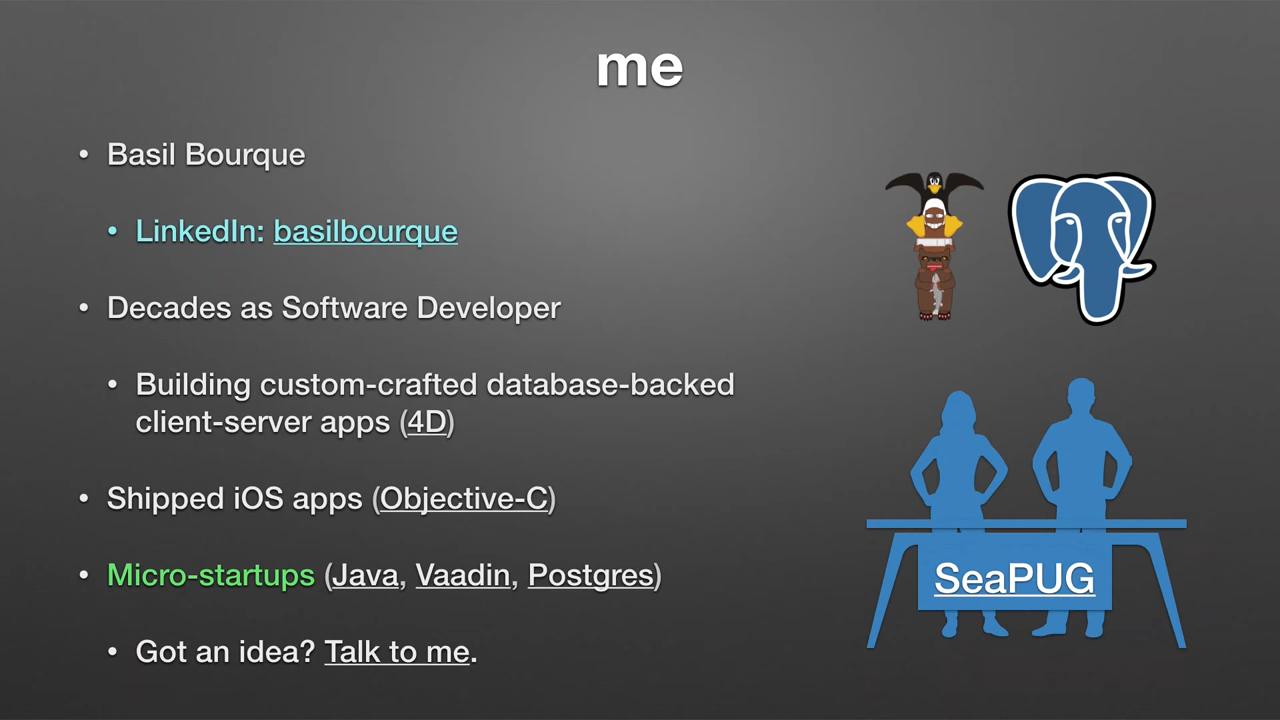 me
• Basil Bourque
• LinkedIn: basilbourque
• Decades as Software Developer
• Building custom-crafted database-backed
client-server apps (4D)
• Shipped iOS apps (Objective-C)
• Micro-startups (Java, Vaadin, Postgres)
• Got an idea? Talk to me.
SeaPUG